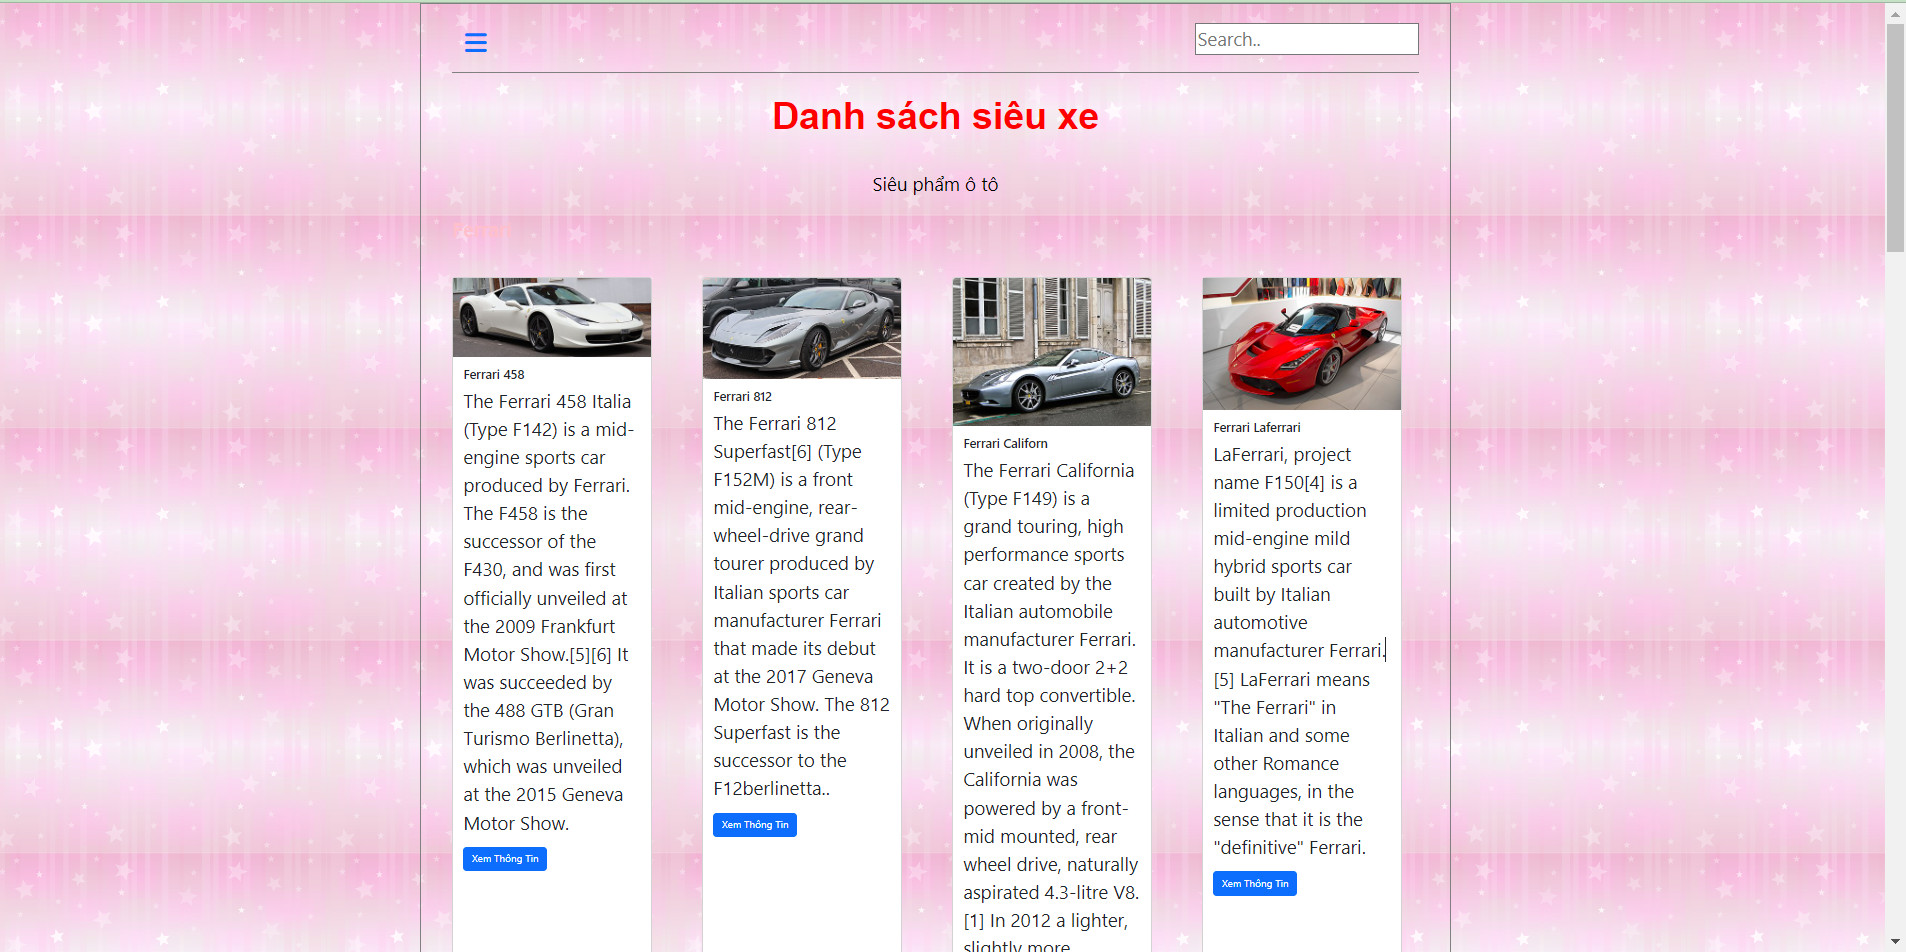 Search..
Danh sách siêu xe
Siêu phẩm ô tô
Ferrari 458
The Ferrari 458 Italia
(Type F142) is a mid-
engine sports car
produced by Ferrari.
The F458 is the
successor of the
F430, and was first
officially unveiled at
the 2009 Frankfurt
Motor Show.[5][6] It
was succeeded by
the 488 GTB (Gran
Turismo Berlinetta),
which was unveiled
at the 2015 Geneva
Motor Show.
Xem Thông Tin
Ferrari 812
The Ferrari 812
Superfast[6] (Type
F152M) is a front
mid-engine, rear-
wheel-drive grand
tourer produced by
Italian sports car
manufacturer Ferrari
that made its debut
at the 2017 Geneva
Motor Show. The 812
Superfast is the
successor to the
F12berlinetta..
Xem Thông Tin
Ferrari Californ
The Ferrari California
(Type F149) is a
grand touring, high
performance sports
car created by the
Italian automobile
manufacturer Ferrari.
It is a two-door 2+2
hard top convertible.
When originally
unveiled in 2008, the
California was
powered by a front-
mid mounted, rear
wheel drive, naturally
aspirated 4.3-litre V8.
[1] In 2012 a lighter,
slightly more
Ferrari Laferrari
LaFerrari, project
name F150[4] is a
limited production
mid-engine mild
hybrid sports car
built by Italian
automotive
manufacturer Ferrari.
[5] LaFerrari means
"The Ferrari" in
Italian and some
other Romance
languages, in the
sense that it is the
"definitive" Ferrari.
Xem Thông Tin